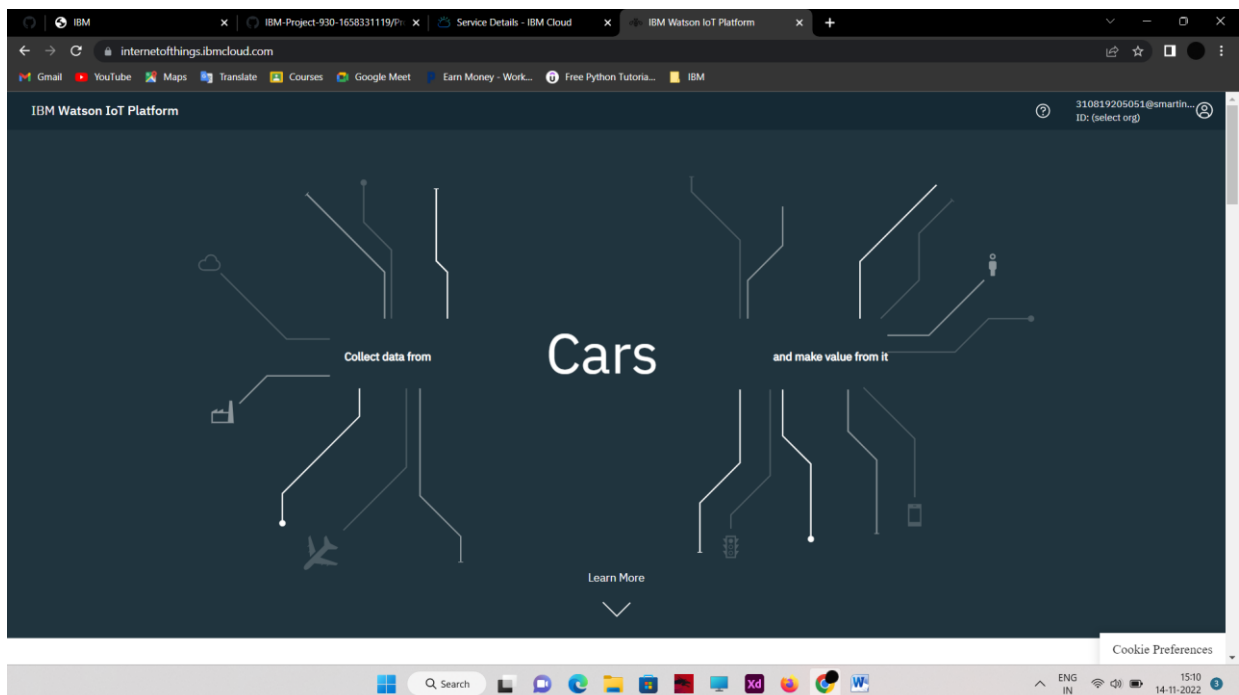 IBM
IBM-Project-930-1658331119/Pr
Service Details - IBM Cloud
IBM Watson IoT Platform
internetofthings.ibmcloud.com
Gmail YouTube Maps Translate Courses Google Meet Earn Money - Work... Free Python Tutoria... IBM
IBM Watson IoT Platform
310819205051@smartin...
ID: (select org)
Collect data from
Cars
and make value from it
Learn More
Cookie Preferences
Search
Xd
W
ENG
IN
15:10
14-11-2022
3